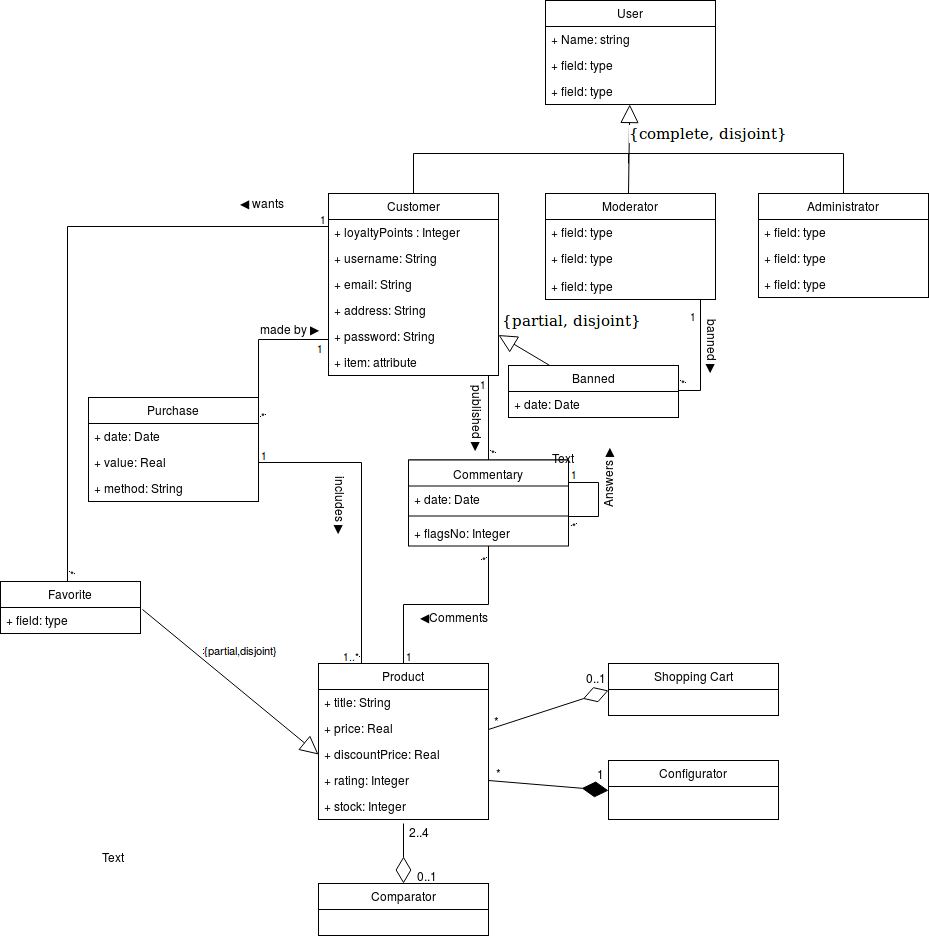 User
+ Name: string
+ field: type
+ field: type
{complete, disjoint}
◀ wants
Customer
Moderator
Administrator
1
+ loyaltyPoints : Integer
+ field: type
+ field: type
+ username: String
+ field: type
+ field: type
+ email: String
+ field: type
+ field: type
+ address: String
1
{partial, disjoint}
made by ▶
+ password: String
banned ▶
1
+ item: attribute
Banned
*
1
published ▶
+ date: Date
Purchase
*
+ date: Date
*
1
+ value: Real
Text
Commentary
1
Answers ▶
+ method: String
includes ▶
+ date: Date
*
+ flagsNo: Integer
*
*
Favorite
+ field: type
◀Comments
{partial,disjoint}
1..*
1
Product
0..1
Shopping Cart
+ title: String
*
+ price: Real
+ discountPrice: Real
*
1
Configurator
+ rating: Integer
+ stock: Integer
2..4
Text
0..1
Comparator